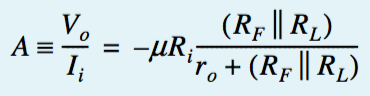 A ≡ V_o / I_i = −μR_i (R_F ∥ R_L) / r_o + (R_F ∥ R_L)